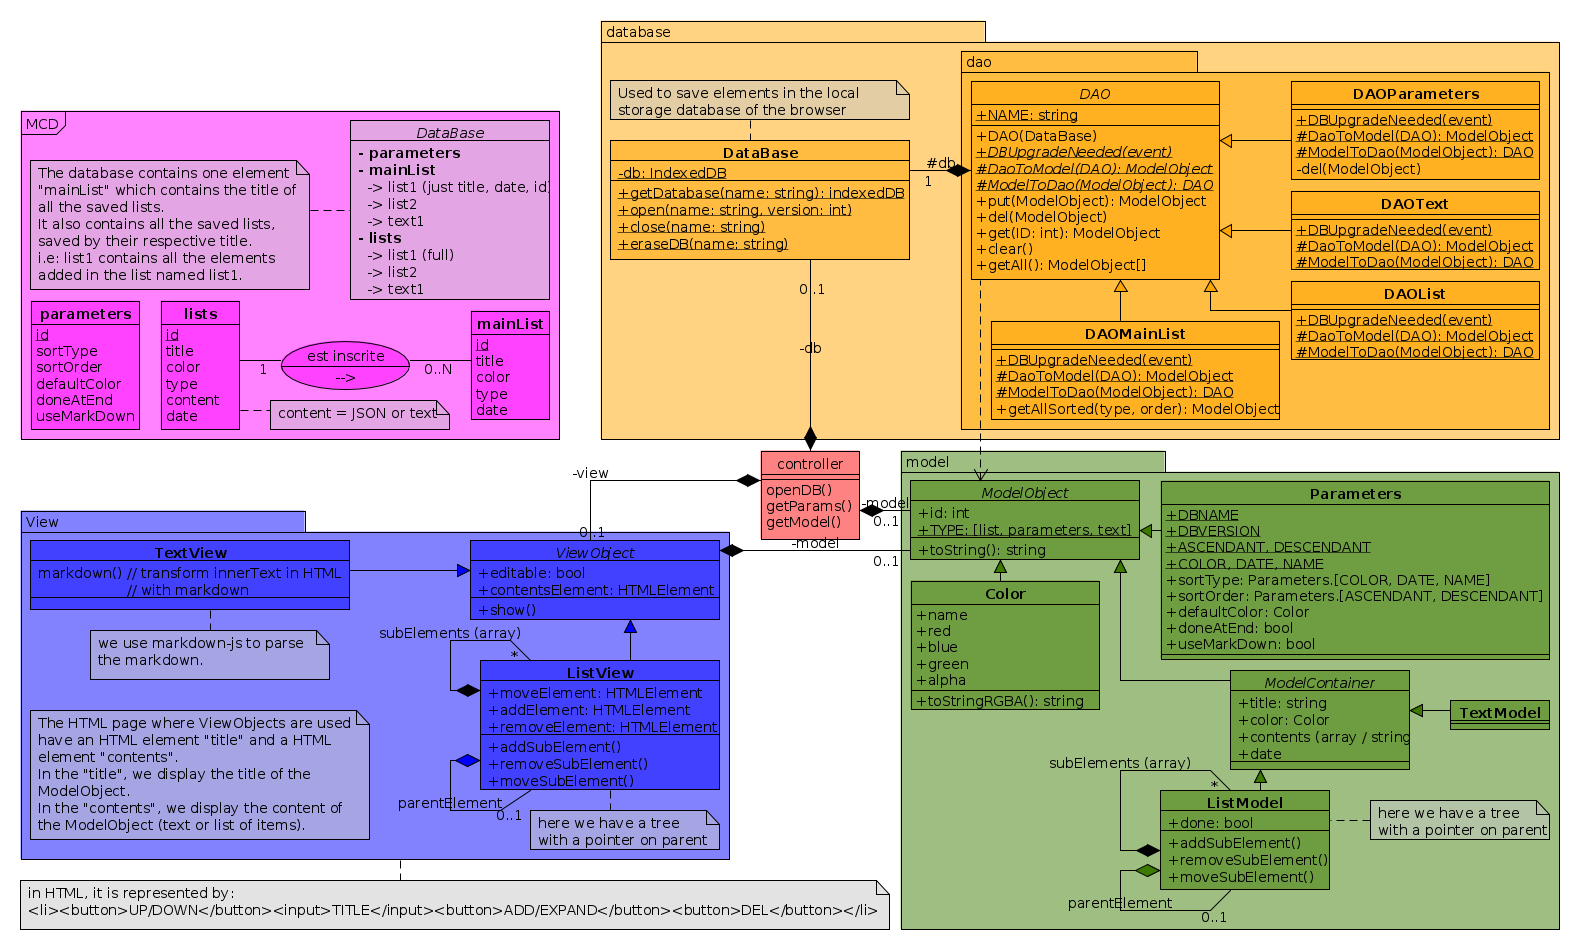 database
dao
Used to save elements in the local
storage database of the browser
DataBase
-db: IndexedDB
+getDatabase(name: string): indexedDB
+open(name: string, version: int)
+close(name: string)
+eraseDB(name: string)
#db
1
DAO
+NAME: string
+DAO(DataBase)
+DBUpgradeNeeded(event)
#DaoToModel(DAO): ModelObject
#ModelToDao(ModelObject): DAO
+put(ModelObject): ModelObject
+del(ModelObject)
+get(ID: int): ModelObject
+clear()
+getAll(): ModelObject[]
DAOParameters
+DBUpgradeNeeded(event)
#DaoToModel(DAO): ModelObject
#ModelToDao(ModelObject): DAO
-del(ModelObject)
DAOText
+DBUpgradeNeeded(event)
#DaoToModel(DAO): ModelObject
#ModelToDao(ModelObject): DAO
DAOList
+DBUpgradeNeeded(event)
#DaoToModel(DAO): ModelObject
#ModelToDao(ModelObject): DAO
DAOMainList
+DBUpgradeNeeded(event)
#DaoToModel(DAO): ModelObject
#ModelToDao(ModelObject): DAO
+getAllSorted(type, order): ModelObject
MCD
The database contains one element
"mainList" which contains the title of
all the saved lists.
It also contains all the saved lists,
saved by their respective title.
i.e: list1 contains all the elements
added in the list named list1.
DataBase
- parameters
- mainList
-> list1 (just title, date, id)
-> list2
-> text1
- lists
-> list1 (full)
-> list2
-> text1
parameters
id
sortType
sortOrder
defaultColor
doneAtEnd
useMarkDown
lists
id
title
color
type
content
date
1
est inscrite
-->
0..N
mainList
id
title
color
type
date
content = JSON or text
0..1
-db
controller
openDB()
getParams()
getModel()
-view
0..1
-model
0..1
-model
0..1
View
TextView
markdown() // transform innerText in HTML
// with markdown
we use markdown-js to parse
the markdown.
ViewObject
+editable: bool
+contentsElement: HTMLElement
+show()
subElements (array)
*
ListView
+moveElement: HTMLElement
+addElement: HTMLElement
+removeElement: HTMLElement
+addSubElement()
+removeSubElement()
+moveSubElement()
parentElement
0..1
here we have a tree
with a pointer on parent
The HTML page where ViewObjects are used
have an HTML element "title" and a HTML
element "contents".
In the "title", we display the title of the
ModelObject.
In the "contents", we display the content of
the ModelObject (text or list of items).
in HTML, it is represented by:
<li><button>UP/DOWN</button><input>TITLE</input><button>ADD/EXPAND</button><button>DEL</button></li>
model
ModelObject
+id: int
+TYPE: [list, parameters, text]
+toString(): string
Parameters
+DBNAME
+DBVERSION
+ASCENDANT, DESCENDANT
+COLOR, DATE, NAME
+sortType: Parameters.[COLOR, DATE, NAME]
+sortOrder: Parameters.[ASCENDANT, DESCENDANT]
+defaultColor: Color
+doneAtEnd: bool
+useMarkDown: bool
Color
+name
+red
+blue
+green
+alpha
+toStringRGBA(): string
ModelContainer
+title: string
+color: Color
+contents (array / string
+date
TextModel
subElements (array)
*
ListModel
+done: bool
+addSubElement()
+removeSubElement()
+moveSubElement()
parentElement
0..1
here we have a tree
with a pointer on parent